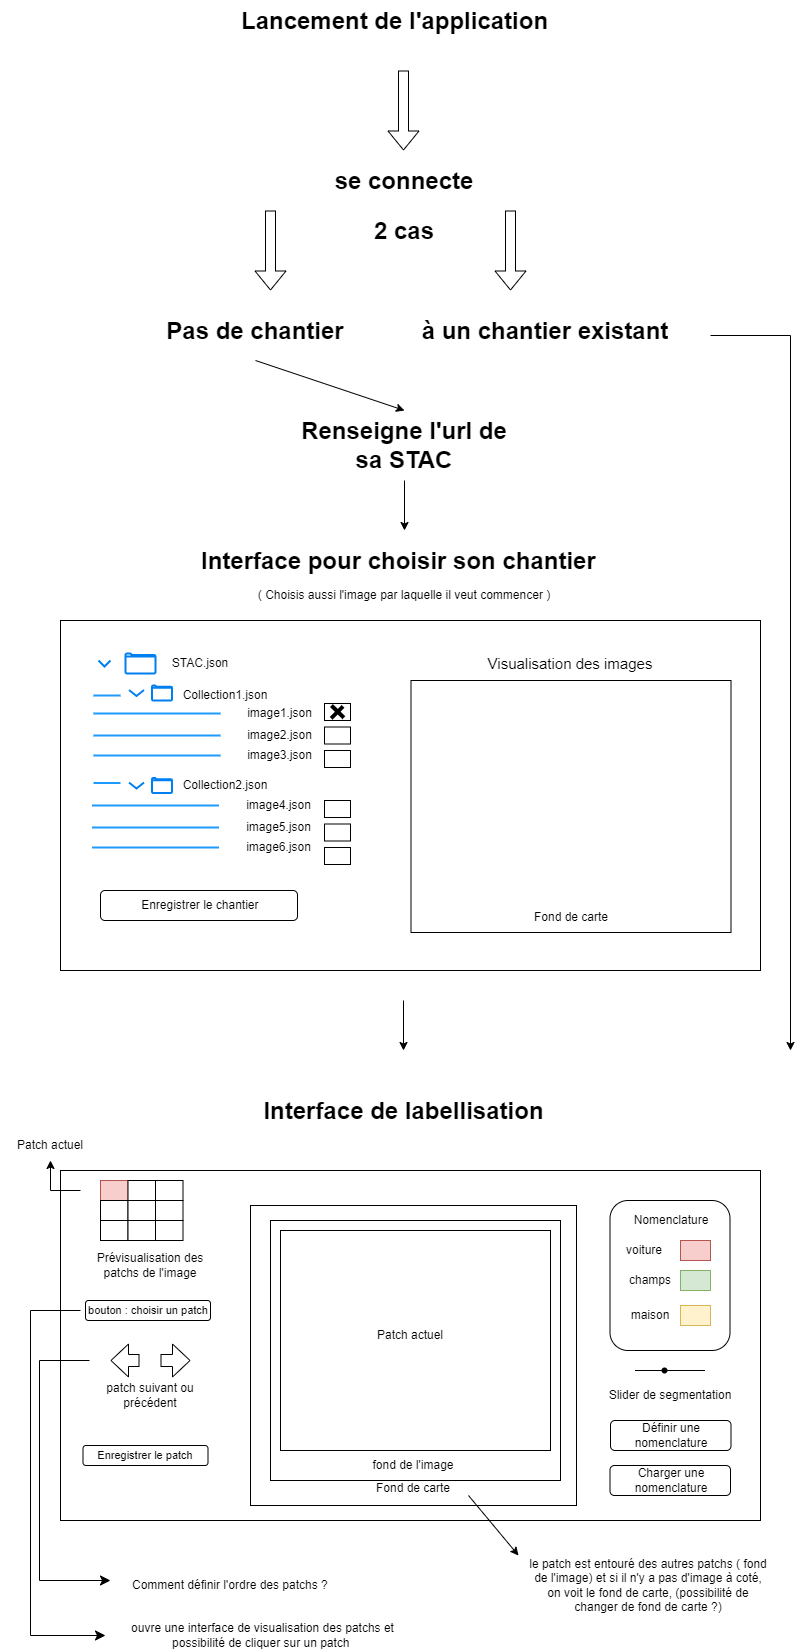 Lancement de l'application
se connecte
2 cas
Pas de chantier
à un chantier existant
Renseigne l'url de
sa STAC
Interface pour choisir son chantier
( Choisis aussi l'image par laquelle il veut commencer )
STAC.json
Collection1.json
image1.json
image2.json
image3.json
Collection2.json
image4.json
image5.json
image6.json
Enregistrer le chantier
Visualisation des images
Fond de carte
Interface de labellisation
Patch actuel
Prévisualisation des
patchs de l'image
bouton : choisir un patch
patch suivant ou
précédent
Enregistrer le patch
Patch actuel
fond de l'image
Fond de carte
Nomenclature
voiture
champs
maison
Slider de segmentation
Définir une
nomenclature
Charger une
nomenclature
le patch est entouré des autres patchs ( fond
de l'image) et si il n'y a pas d'image à coté,
on voit le fond de carte, (possibilité de
changer de fond de carte ?)
Comment définir l'ordre des patchs ?
ouvre une interface de visualisation des patchs et
possibilité de cliquer sur un patch